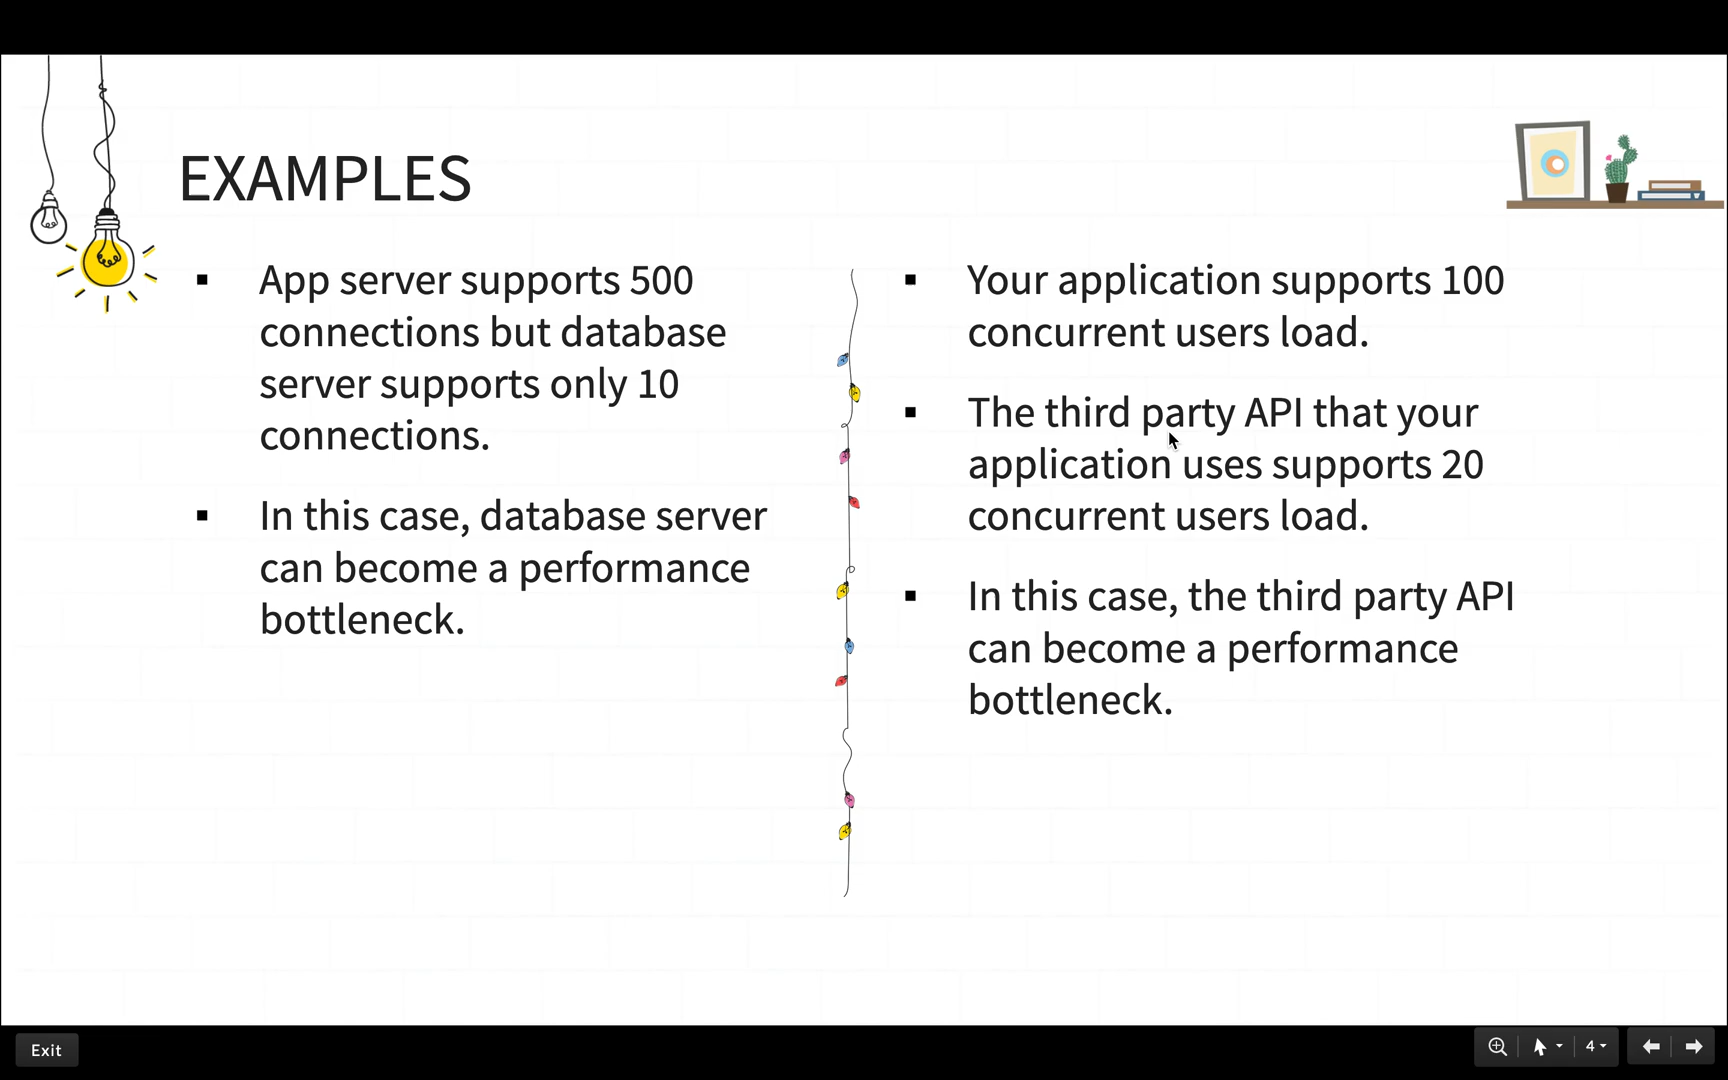 EXAMPLES
▪ App server supports 500
connections but database
server supports only 10
connections.
▪ In this case, database server
can become a performance
bottleneck.
▪ Your application supports 100
concurrent users load.
▪ The third party API that your
application uses supports 20
concurrent users load.
▪ In this case, the third party API
can become a performance
bottleneck.
Exit
4